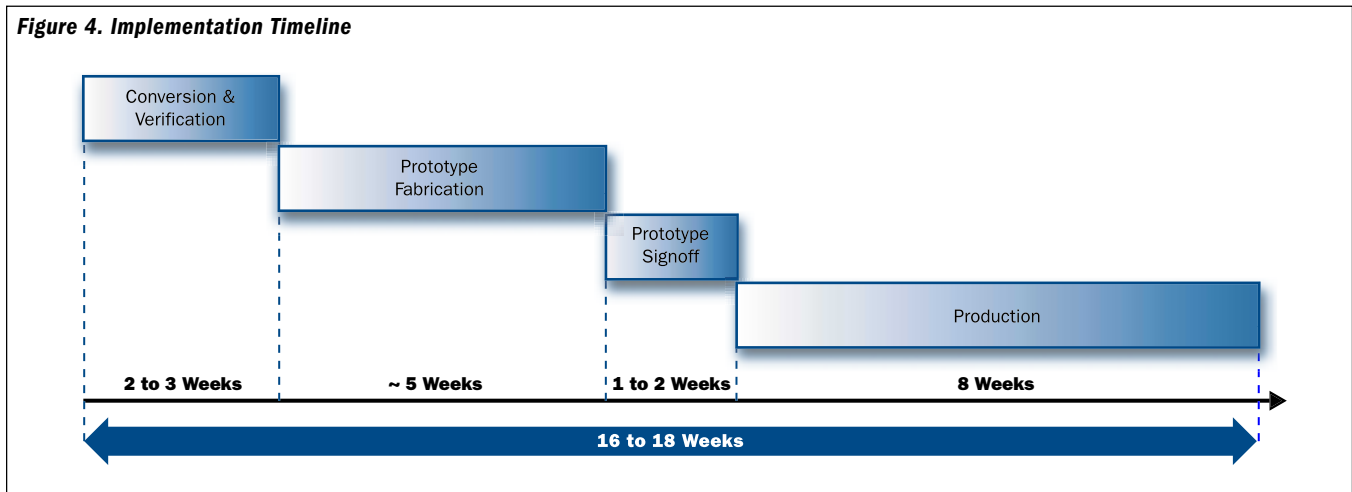 Figure 4. Implementation Timeline
Conversion &
Verification
Prototype
Fabrication
Prototype
Signoff
Production
2 to 3 Weeks
~ 5 Weeks
1 to 2 Weeks
8 Weeks
16 to 18 Weeks